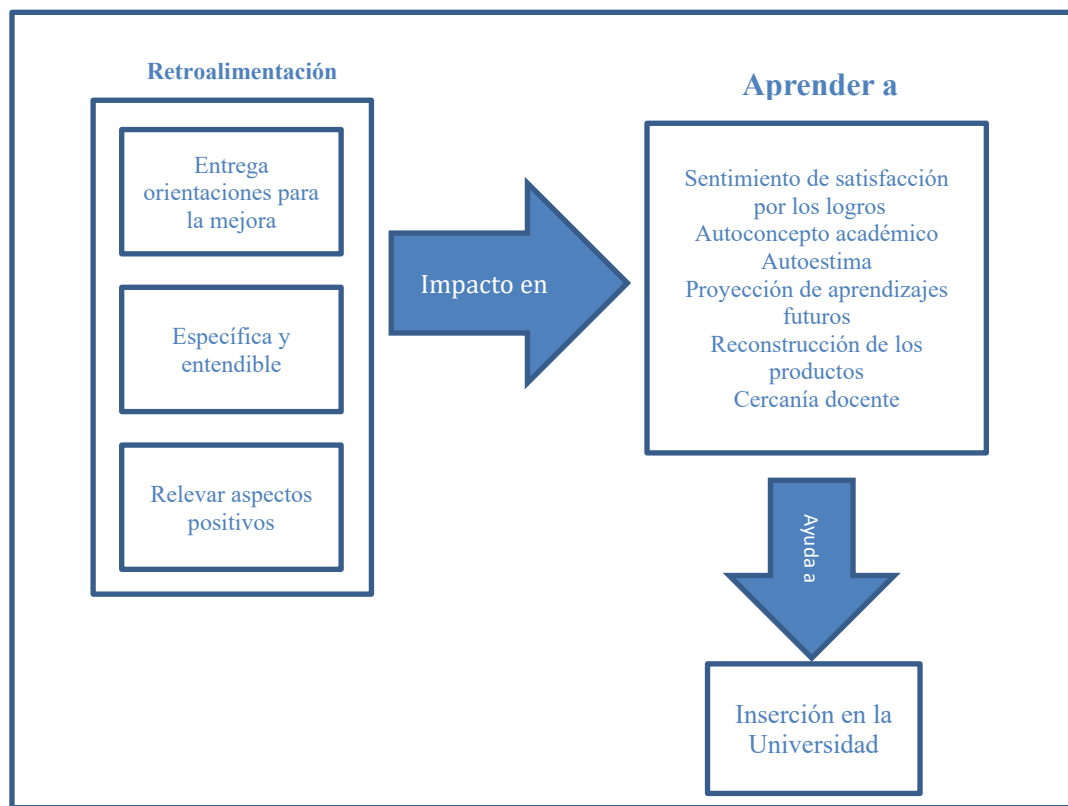 Retroalimentación
Entrega
orientaciones para
la mejora
Específica y
entendible
Relevar aspectos
positivos
Impacto en
Aprender a
Sentimiento de satisfacción
por los logros
Autoconcepto académico
Autoestima
Proyección de aprendizajes
futuros
Reconstrucción de los
productos
Cercanía docente
Ayuda a
Inserción en la
Universidad